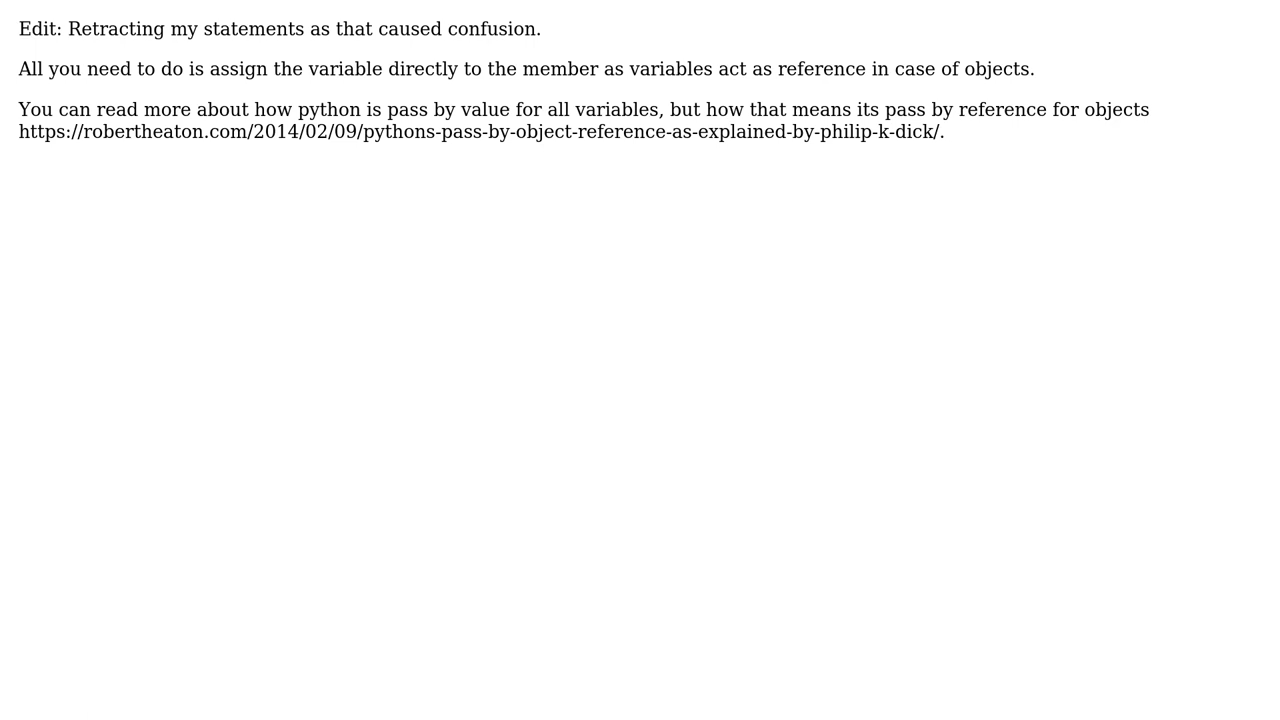 Edit: Retracting my statements as that caused confusion.
All you need to do is assign the variable directly to the member as variables act as reference in case of objects.
You can read more about how python is pass by value for all variables, but how that means its pass by reference for objects
https://robertheaton.com/2014/02/09/pythons-pass-by-object-reference-as-explained-by-philip-k-dick/.